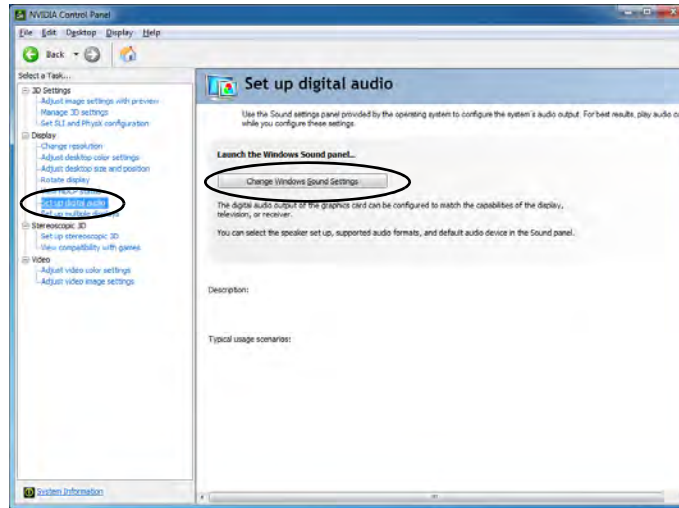 NVIDIA Control Panel
File Edit Desktop Display Help
Back
Select a Task...
3D Settings
Adjust image settings with preview
Manage 3D settings
Set SLI and PhysX configuration
Display
Change resolution
Adjust desktop color settings
Adjust desktop size and position
Rotate display
View HDCP status
Set up digital audio
Set up multiple displays
Stereoscopic 3D
Set up stereoscopic 3D
View compatibility with games
Video
Adjust video color settings
Adjust video image settings
System Information
Set up digital audio
Use the Sound settings panel provided by the operating system to configure the system's audio output. For best results, play audio
while you configure these settings.
Launch the Windows Sound panel...
Change Windows Sound Settings
The digital audio output of the graphics card can be configured to match the capabilities of the display,
television, or receiver.
You can select the speaker set up, supported audio formats, and default audio device in the Sound panel.
Description:
Typical usage scenarios: